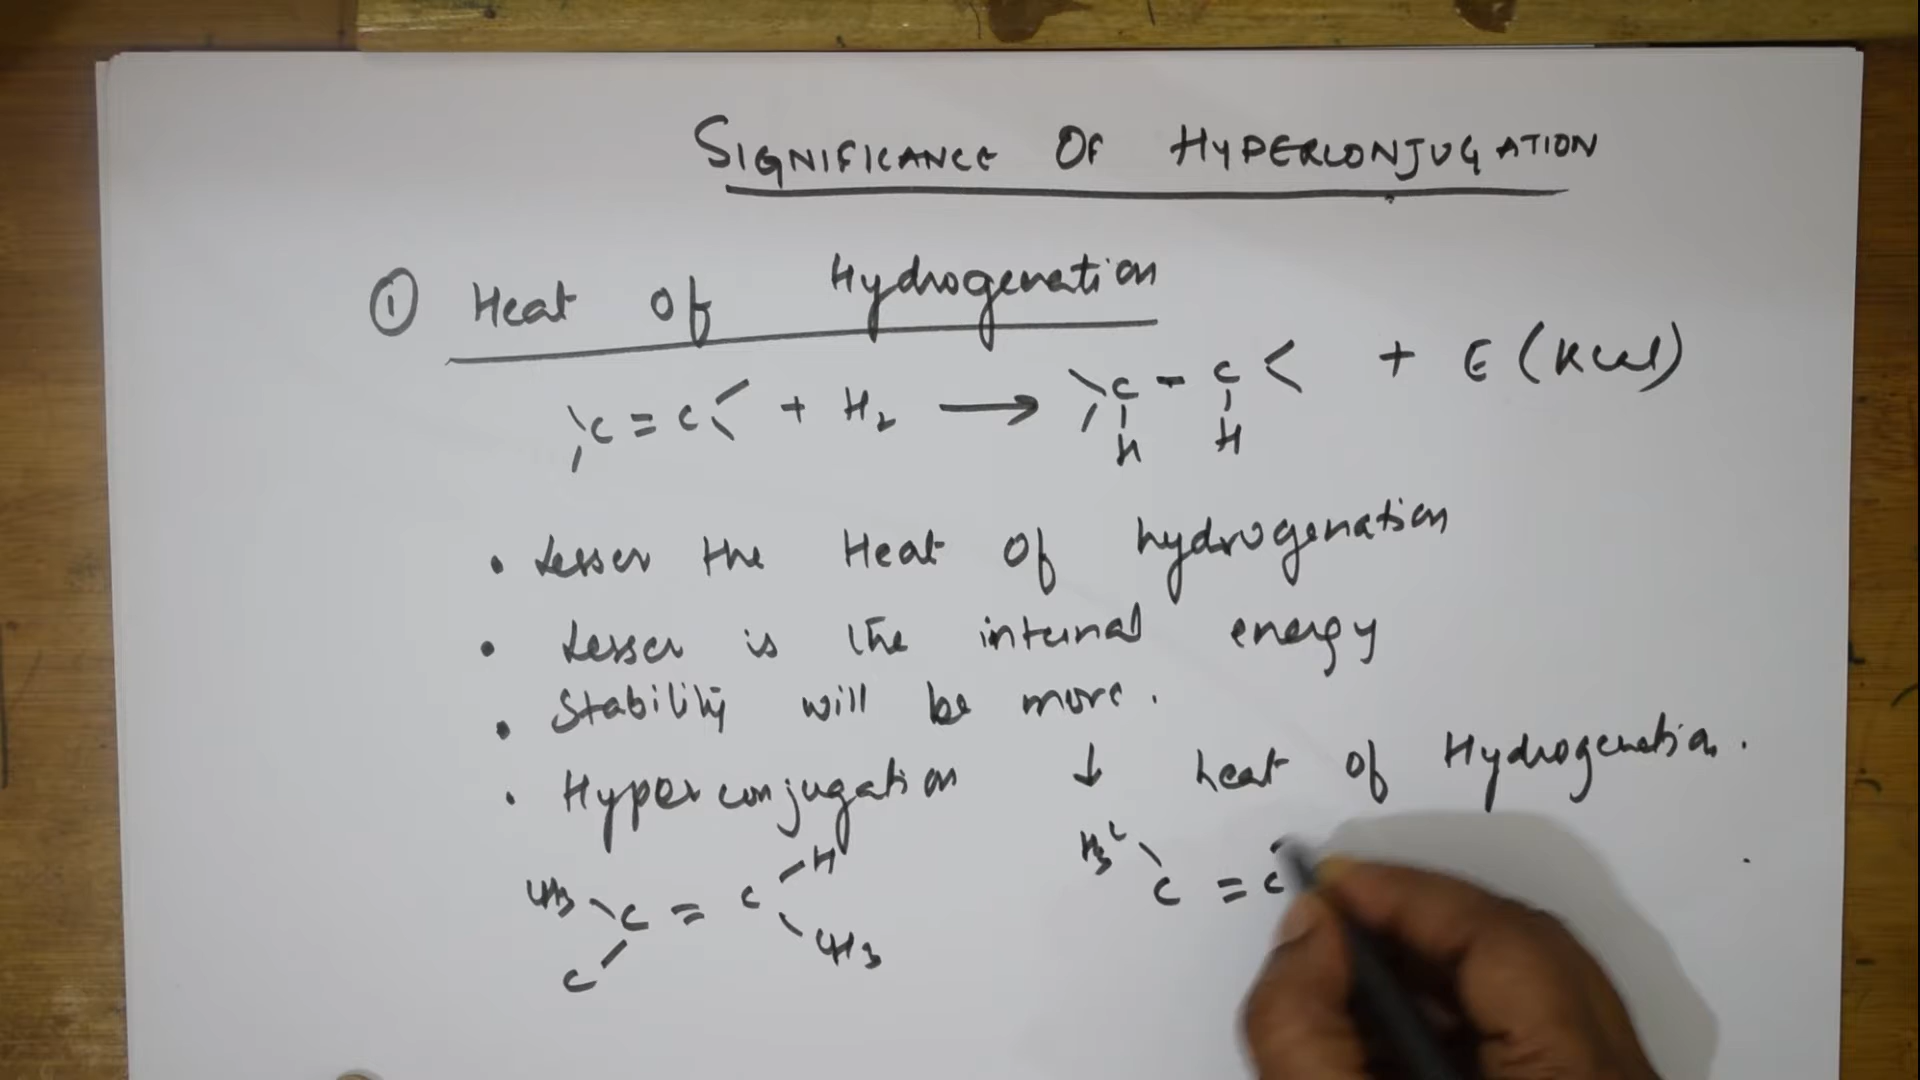 SIGNIFICANCE OF HYPERCONJUGATION
① Heat of Hydrogenation
>C = C< + H₂ ⟶ >C - C< + E (Kcal)
H H
• Lesser the Heat of hydrogenation
• Lesser is the internal energy
• Stability will be more.
• Hyperconjugation ↓ heat of Hydrogenation.
H H₃C
CH₃ C = C C = C
C CH₃